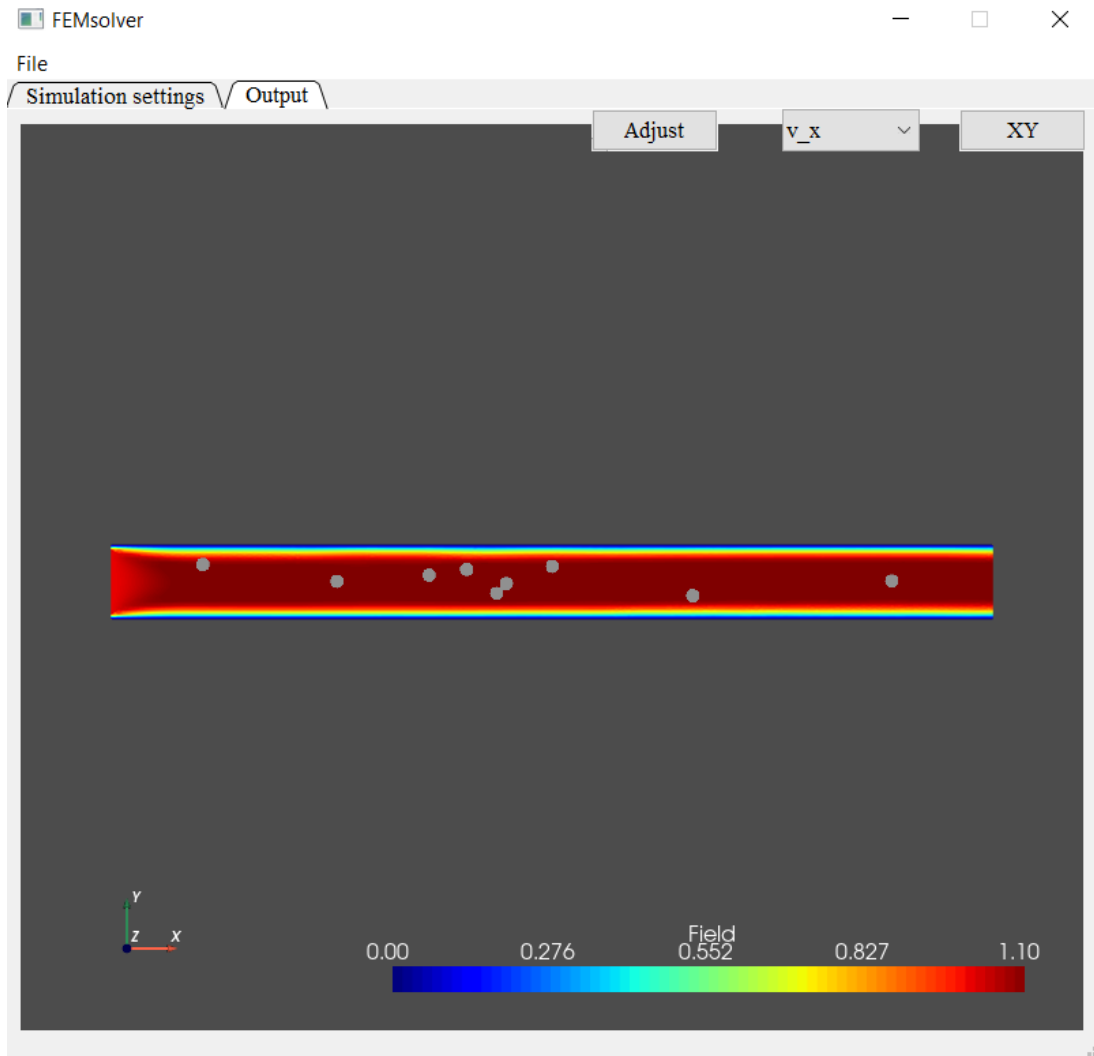 FEMsolver
File
Simulation settings Output
Adjust v_x XY
Y
Z X
Field
0.00 0.276 0.552 0.827 1.10